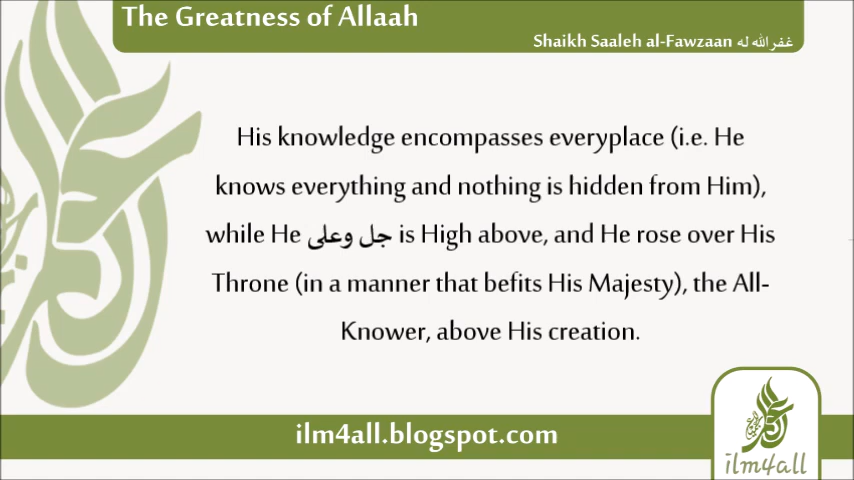 The Greatness of Allaah
Shaikh Saaleh al-Fawzaan غفر الله له
His knowledge encompasses everyplace (i.e. He
knows everything and nothing is hidden from Him),
while He جل وعلى is High above, and He rose over His
Throne (in a manner that befits His Majesty), the All-
Knower, above His creation.
ilm4all.blogspot.com
ilm4all